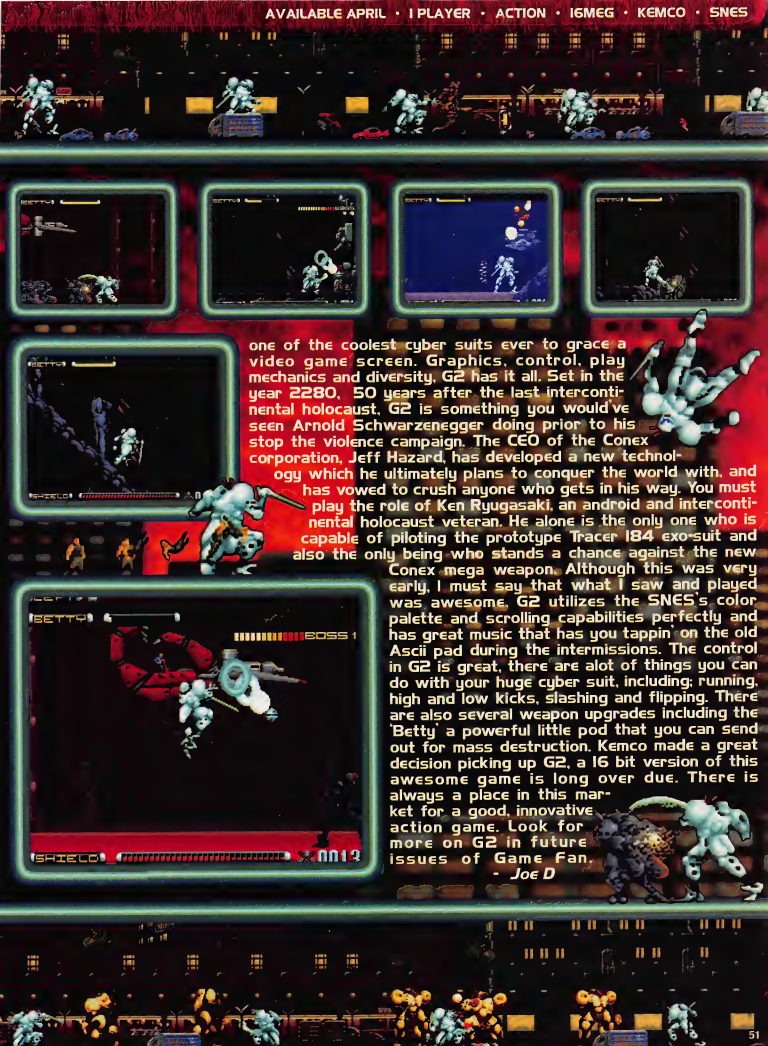 AVAILABLE APRIL · 1 PLAYER · ACTION · 16MEG · KEMCO · SNES
BETTY
BETTY
BOSS
BETTY
BETTY
BETTY
SHIELD
one of the coolest cyber suits ever to grace a
video game screen. Graphics, control, play
mechanics and diversity, G2 has it all. Set in the
year 2280, 50 years after the last interconti-
nental holocaust, G2 is something you would've
seen Arnold Schwarzenegger doing prior to his
stop the violence campaign. The CEO of the Conex
corporation, Jeff Hazard, has developed a new technol-
ogy which he ultimately plans to conquer the world with, and
has vowed to crush anyone who gets in his way. You must
play the role of Ken Ryugasaki, an android and interconti-
nental holocaust veteran. He alone is the only one who is
capable of piloting the prototype Tracer 184 exo-suit and
also the only being who stands a chance against the new
Conex mega weapon. Although this was very
early, I must say that what I saw and played
was awesome. G2 utilizes the SNES's color
palette and scrolling capabilities perfectly and
has great music that has you tappin' on the old
Ascii pad during the intermissions. The control
in G2 is great, there are alot of things you can
do with your huge cyber suit, including; running,
high and low kicks, slashing and flipping. There
are also several weapon upgrades including the
'Betty' a powerful little pod that you can send
out for mass destruction. Kemco made a great
decision picking up G2, a 16 bit version of this
awesome game is long over due. There is
always a place in this mar-
ket for a good, innovative
action game. Look for
more on G2 in future
issues of Game Fan.
- Joe D
BETTY
BOSS 1
SHIELD
X0013
51